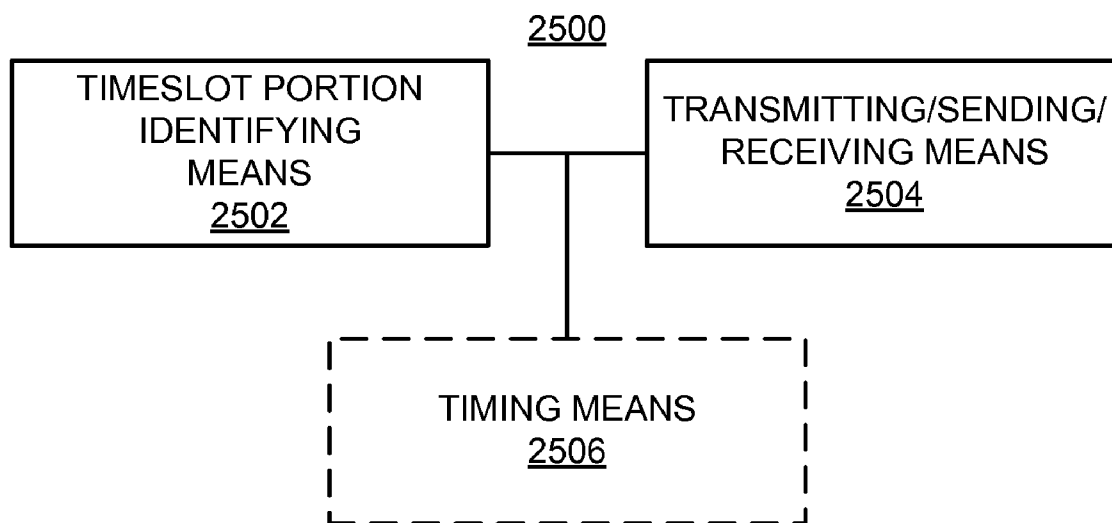 2500
TIMESLOT PORTION
IDENTIFYING
MEANS
2502
TRANSMITTING/SENDING/
RECEIVING MEANS
2504
TIMING MEANS
2506